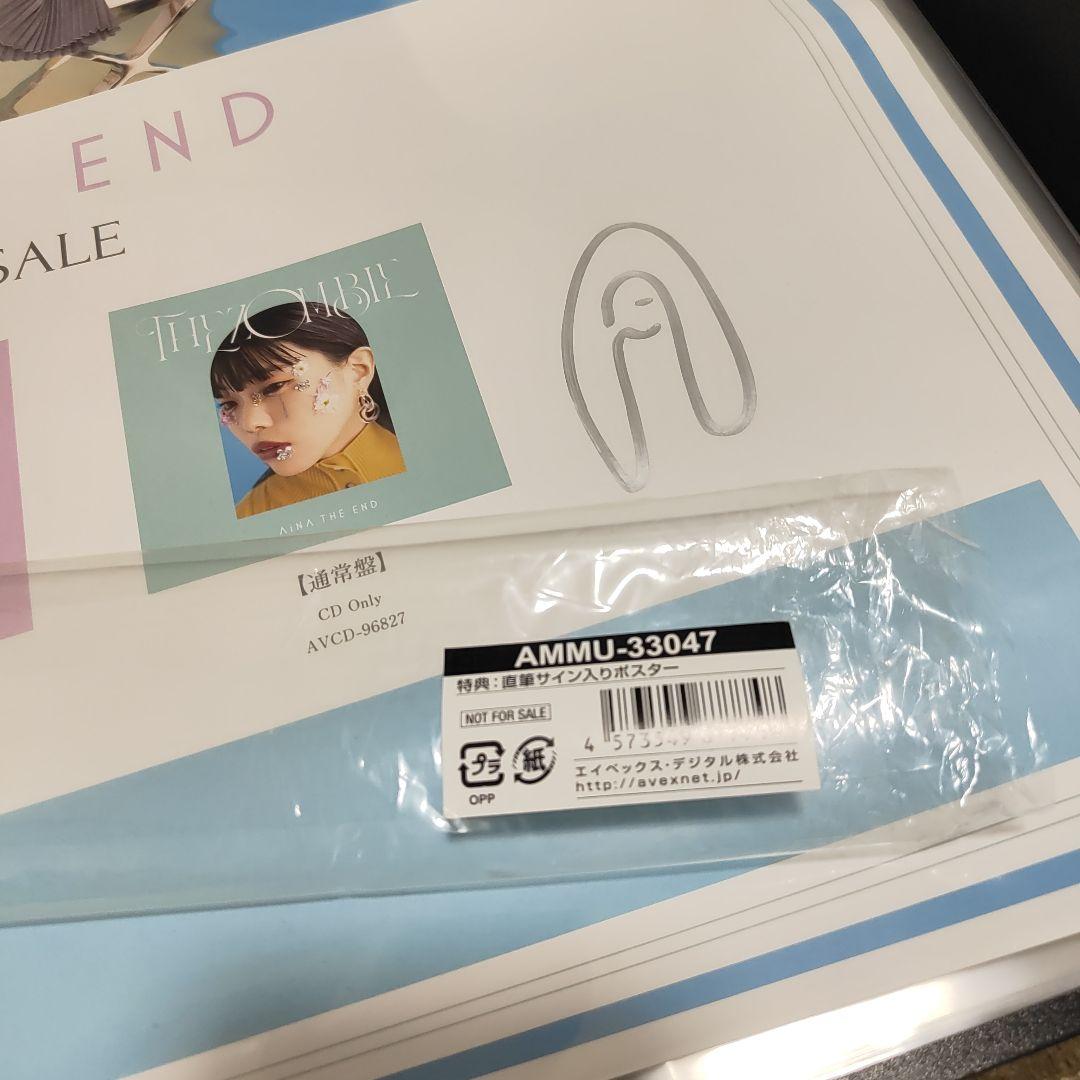 END
SALE
THE ZOMBIE
AiNA THE END
【通常盤】
CD Only
AVCD-96827
AMMU-33047
特典：直筆サイン入りポスター
NOT FOR SALE
プラ
紙
OPP
エイベックス・デジタル株式会社
http://avexnet.jp/